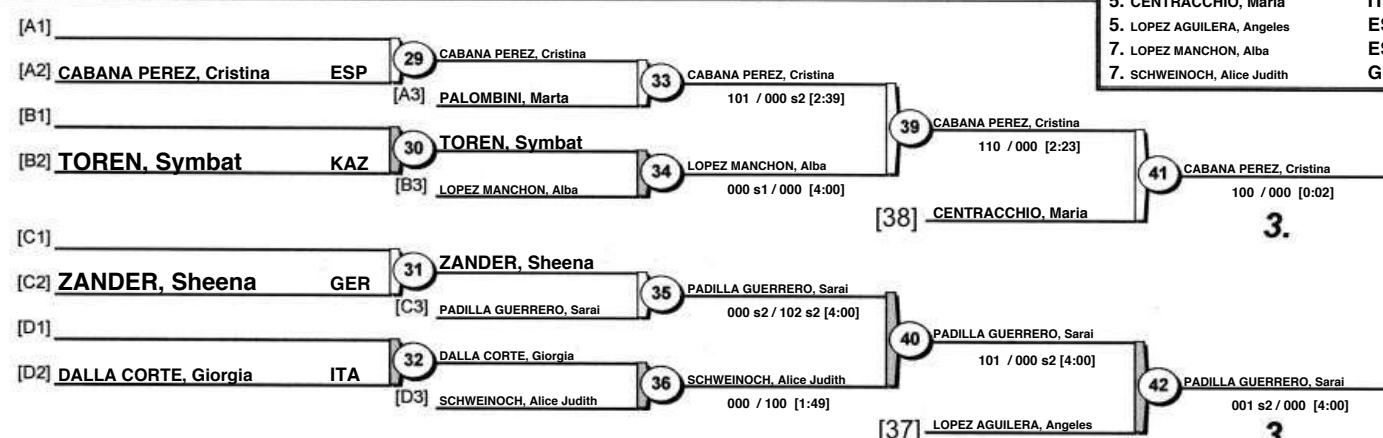 5. CENTRACCHIO, Maria
5. LOPEZ AGUILERA, Angeles
7. LOPEZ MANCHON, Alba
7. SCHWEINOCH, Alice Judith
[A1]
[A2] CABANA PEREZ, Cristina ESP
29
CABANA PEREZ, Cristina
[A3] PALOMBINI, Marta
33
CABANA PEREZ, Cristina
101 / 000 s2 [2:39]
[B1]
[B2] TOREN, Symbat KAZ
30
TOREN, Symbat
[B3] LOPEZ MANCHON, Alba
34
LOPEZ MANCHON, Alba
000 s1 / 000 [4:00]
39
CABANA PEREZ, Cristina
110 / 000 [2:23]
[38] CENTRACCHIO, Maria
41
CABANA PEREZ, Cristina
100 / 000 [0:02]
3.
[C1]
[C2] ZANDER, Sheena GER
31
ZANDER, Sheena
[C3] PADILLA GUERRERO, Sarai
35
PADILLA GUERRERO, Sarai
000 s2 / 102 s2 [4:00]
[D1]
[D2] DALLA CORTE, Giorgia ITA
32
DALLA CORTE, Giorgia
[D3] SCHWEINOCH, Alice Judith
36
SCHWEINOCH, Alice Judith
000 / 100 [1:49]
40
PADILLA GUERRERO, Sarai
101 / 000 s2 [4:00]
[37] LOPEZ AGUILERA, Angeles
42
PADILLA GUERRERO, Sarai
001 s2 / 000 [4:00]
3